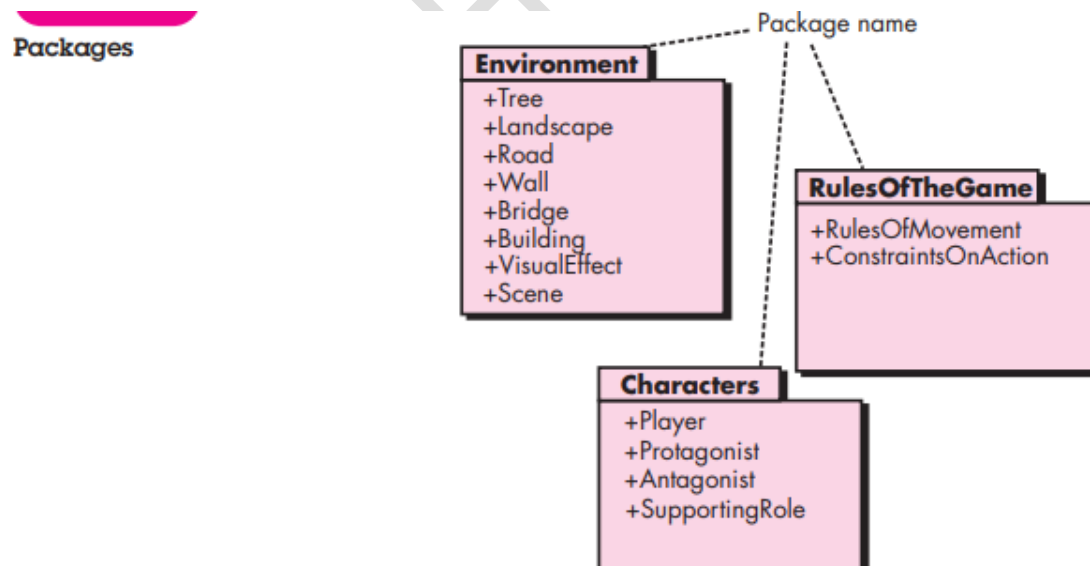 Packages
Package name
Environment
+Tree
+Landscape
+Road
+Wall
+Bridge
+Building
+VisualEffect
+Scene
RulesOfTheGame
+RulesOfMovement
+ConstraintsOnAction
Characters
+Player
+Protagonist
+Antagonist
+SupportingRole